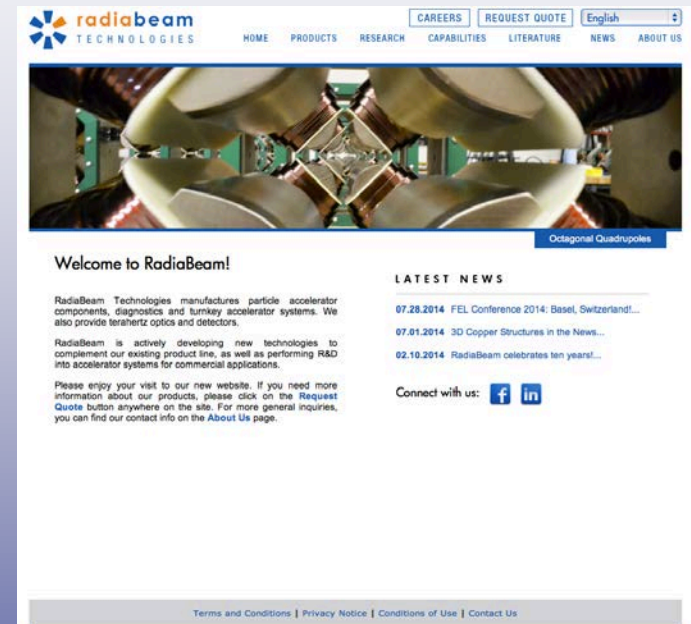 radiabeam
TECHNOLOGIES
CAREERS
REQUEST QUOTE
English
HOME
PRODUCTS
RESEARCH
CAPABILITIES
LITERATURE
NEWS
ABOUT US
Octagonal Quadrupoles
Welcome to RadiaBeam!
RadiaBeam Technologies manufactures particle accelerator
components, diagnostics and turnkey accelerator systems. We
also provide terahertz optics and detectors.
RadiaBeam is actively developing new technologies to
complement our existing product line, as well as performing R&D
into accelerator systems for commercial applications.
Please enjoy your visit to our new website. If you need more
information about our products, please click on the Request
Quote button anywhere on the site. For more general inquiries,
you can find our contact info on the About Us page.
LATEST NEWS
07.28.2014 FEL Conference 2014: Basel, Switzerland!...
07.01.2014 3D Copper Structures in the News...
02.10.2014 RadiaBeam celebrates ten years!...
Connect with us: f in
Terms and Conditions | Privacy Notice | Conditions of Use | Contact Us